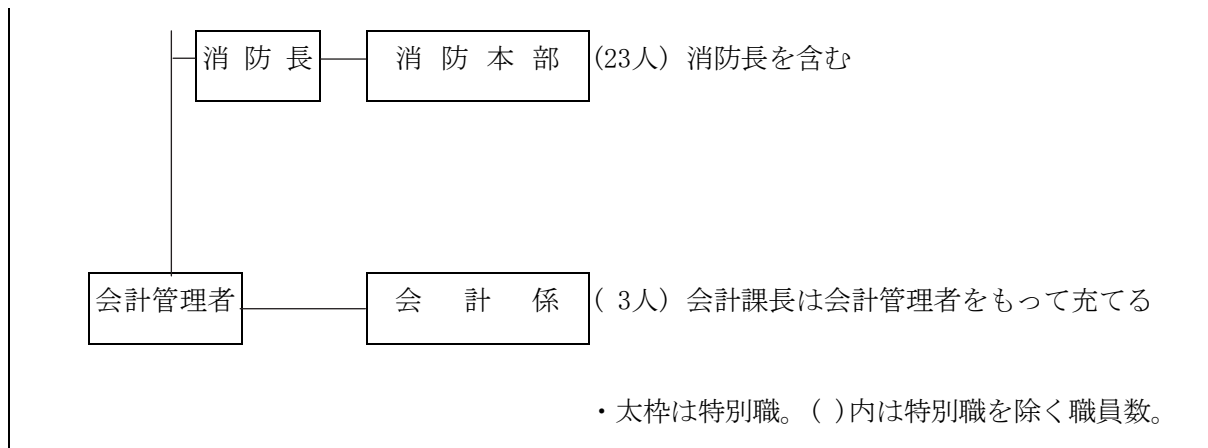 消防長 消防本部 (23人) 消防長を含む
会計管理者 会計係 ( 3人) 会計課長は会計管理者をもって充てる
・太枠は特別職。( )内は特別職を除く職員数。